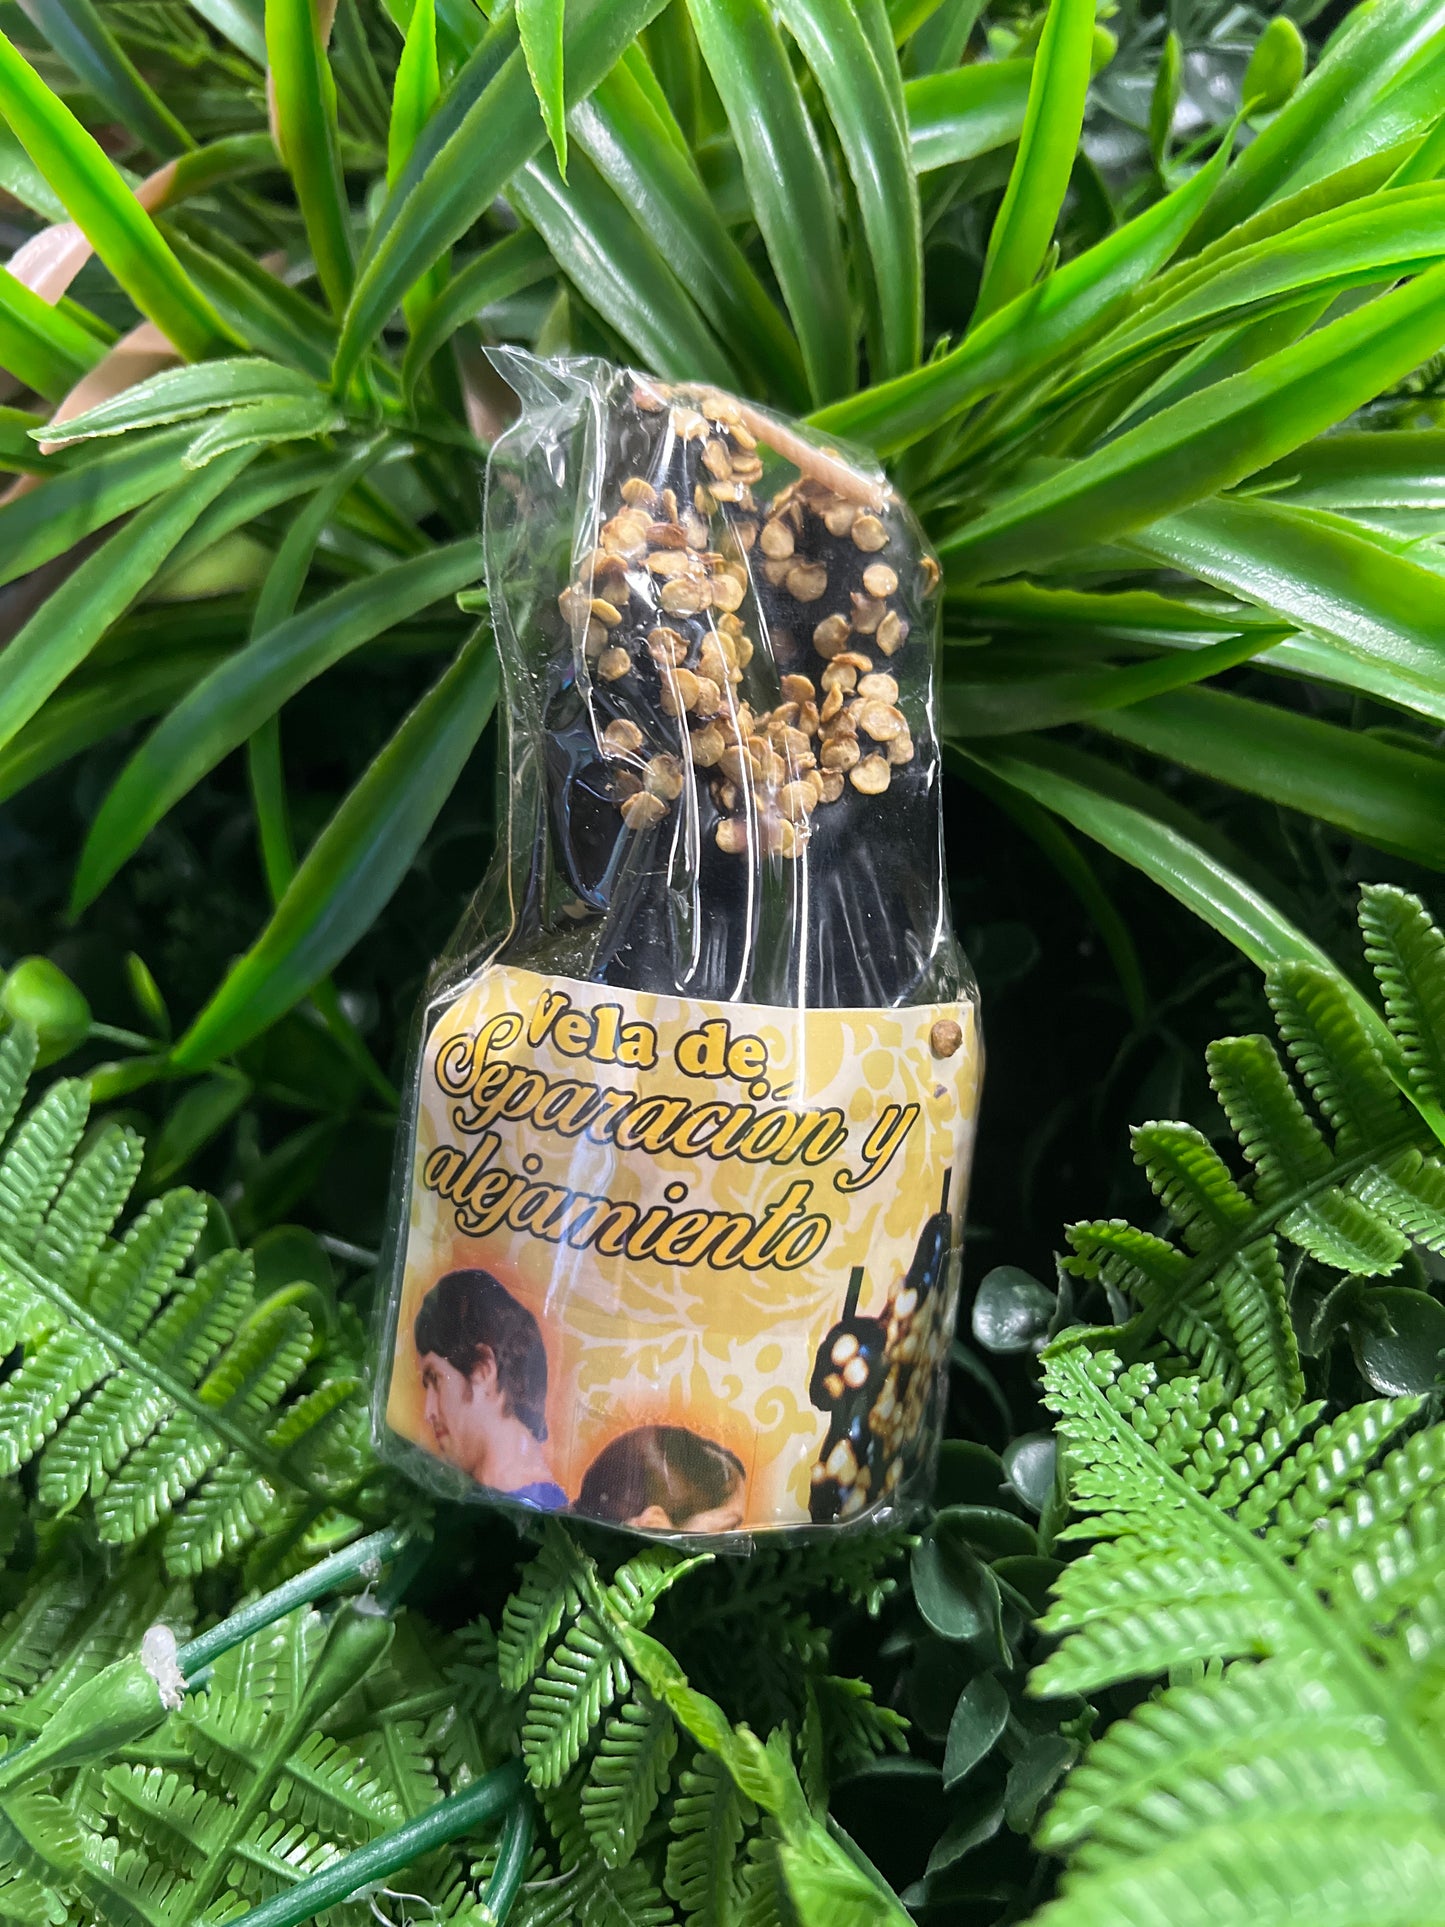 Vela de
Separación y
alejamiento